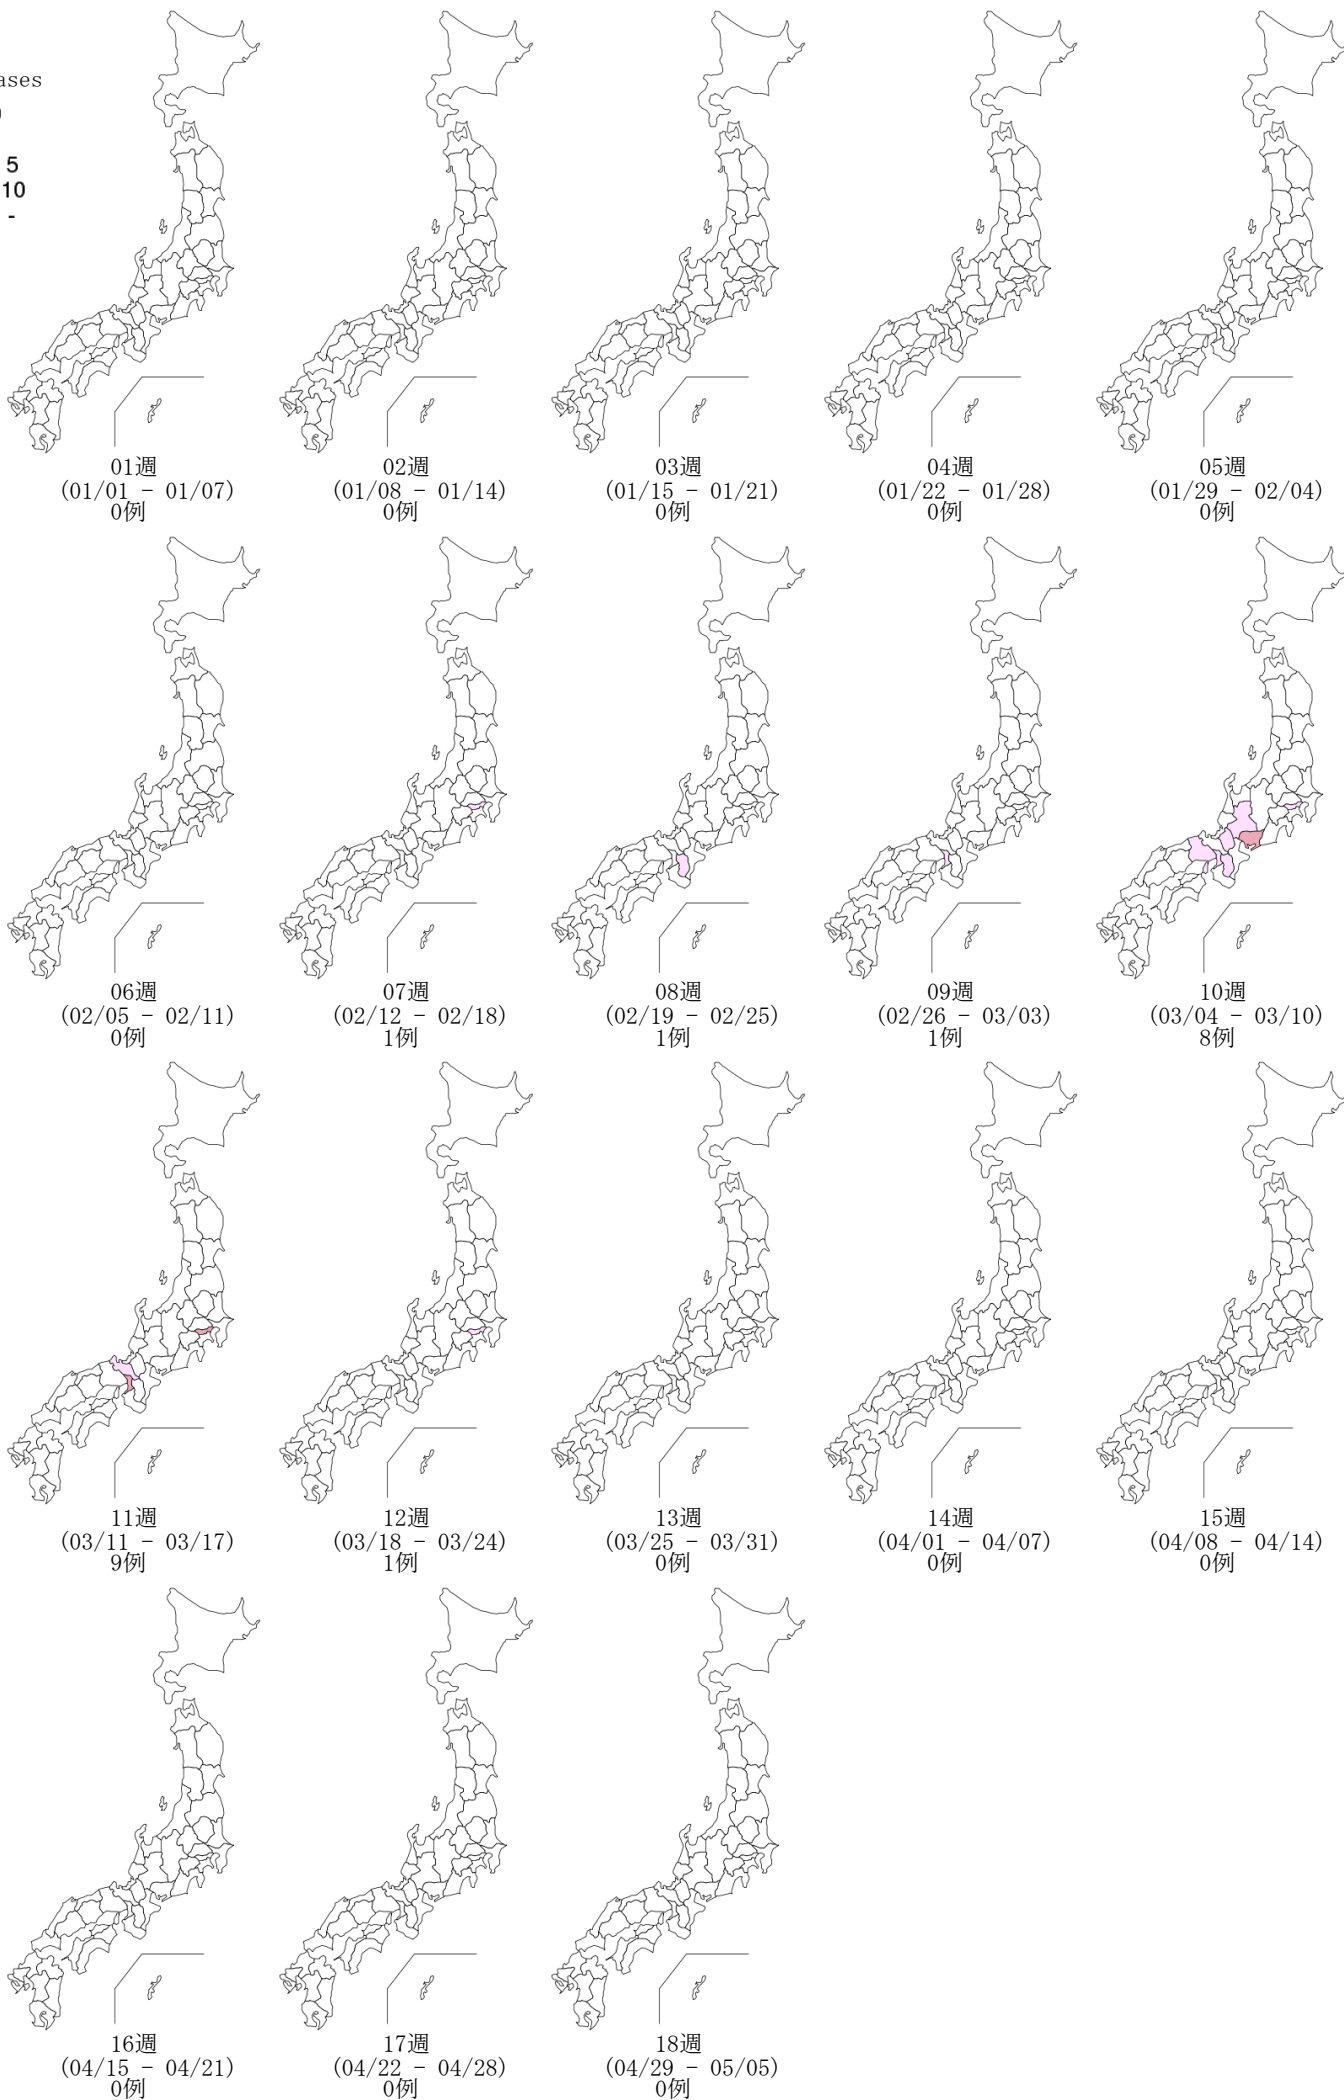 ases
5
10
-
01週
(01/01 - 01/07)
0例
02週
(01/08 - 01/14)
0例
03週
(01/15 - 01/21)
0例
04週
(01/22 - 01/28)
0例
05週
(01/29 - 02/04)
0例
06週
(02/05 - 02/11)
0例
07週
(02/12 - 02/18)
1例
08週
(02/19 - 02/25)
1例
09週
(02/26 - 03/03)
1例
10週
(03/04 - 03/10)
8例
11週
(03/11 - 03/17)
9例
12週
(03/18 - 03/24)
1例
13週
(03/25 - 03/31)
0例
14週
(04/01 - 04/07)
0例
15週
(04/08 - 04/14)
0例
16週
(04/15 - 04/21)
0例
17週
(04/22 - 04/28)
0例
18週
(04/29 - 05/05)
0例